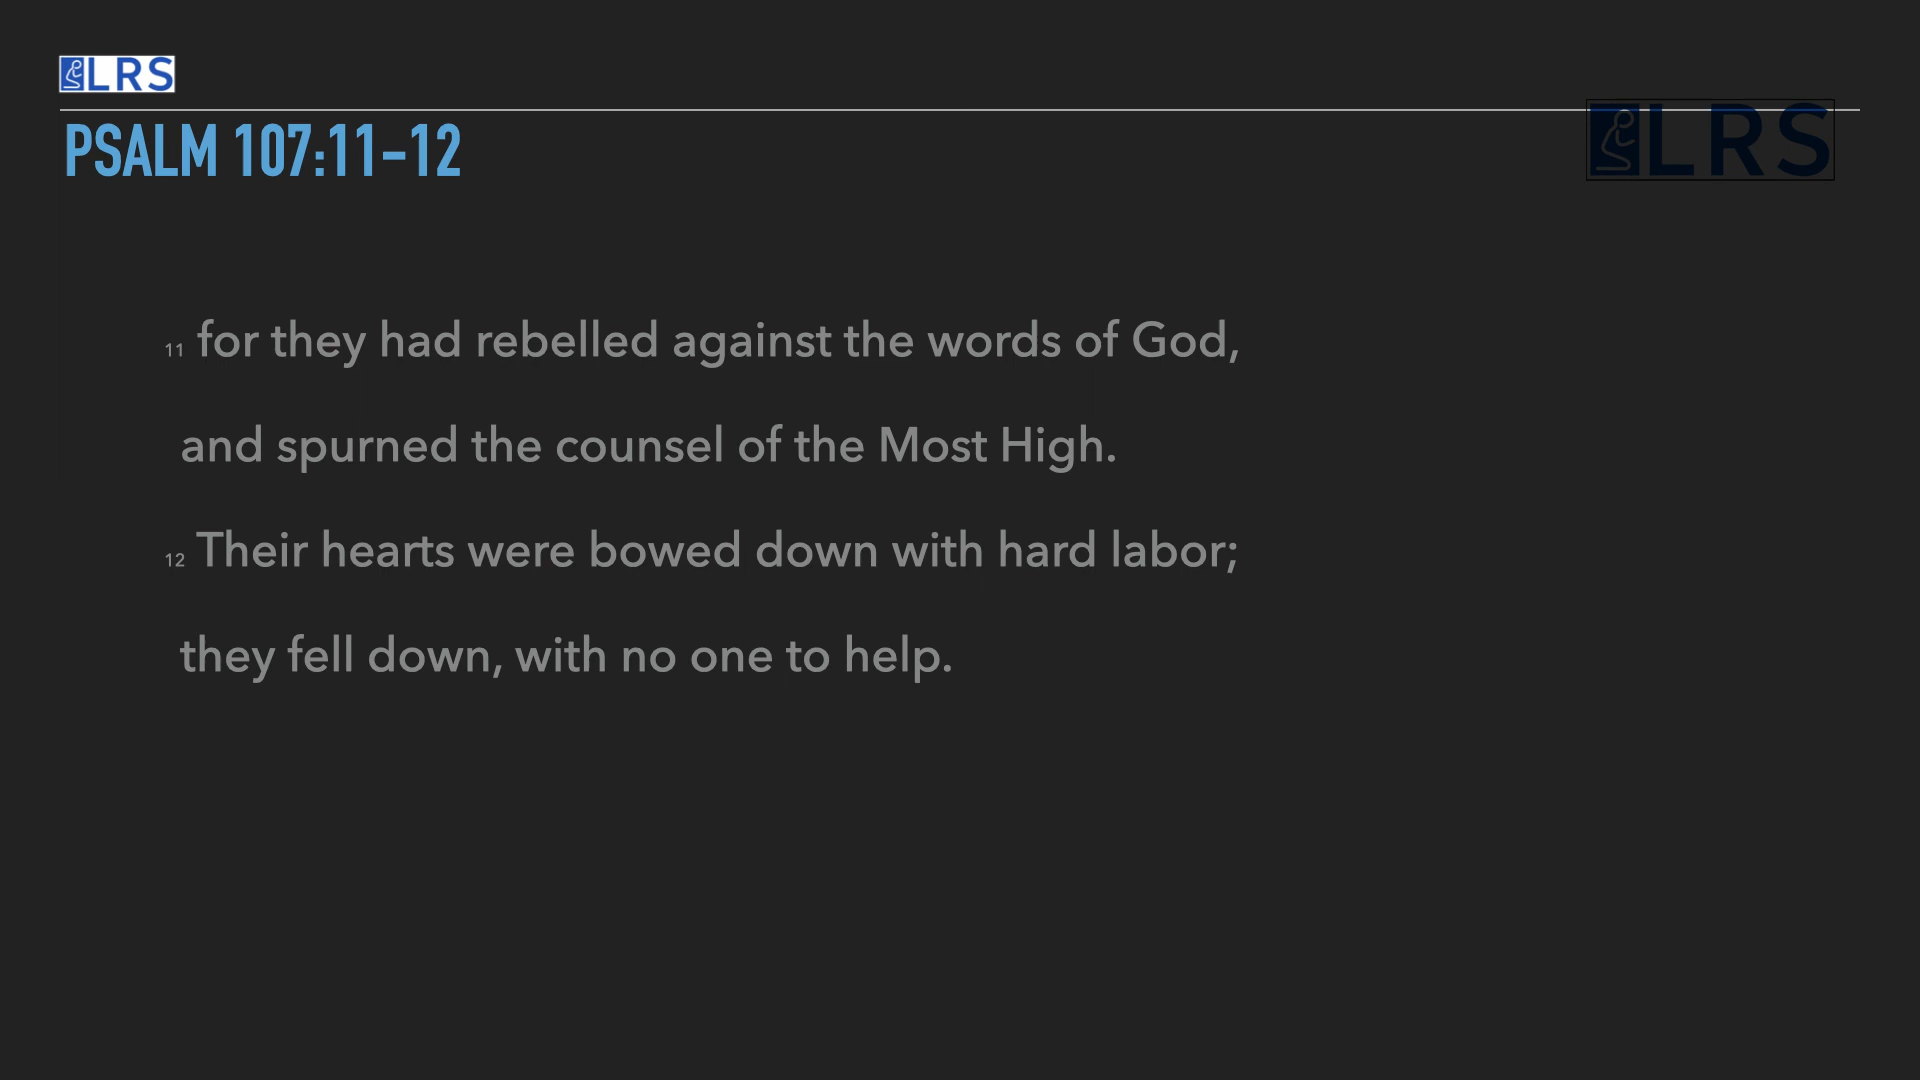 LRS
PSALM 107:11-12
LRS
11 for they had rebelled against the words of God,
and spurned the counsel of the Most High.
12 Their hearts were bowed down with hard labor;
they fell down, with no one to help.